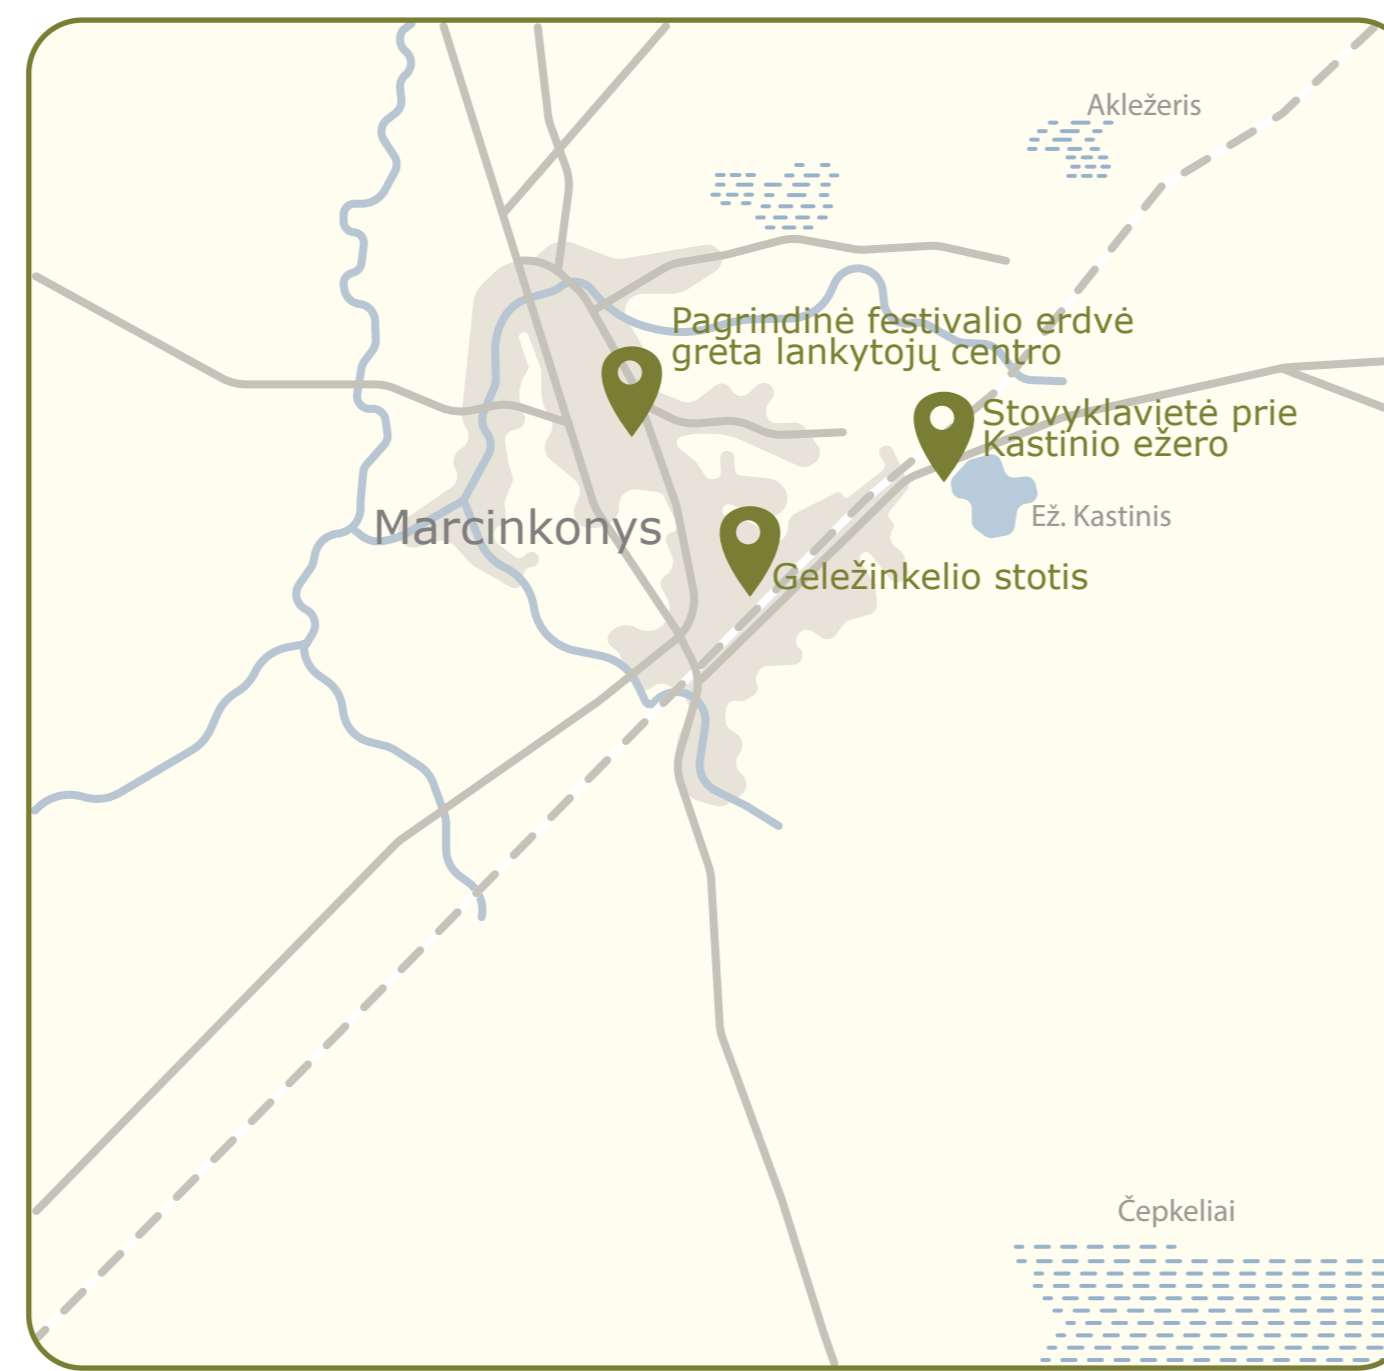 Akležeris
Pagrindinė festivalio erdvė
greta lankytojų centro
Stovyklavietė prie
Kastinio ežero
Ež. Kastinis
Marcinkonys
Geležinkelio stotis
Čepkeliai